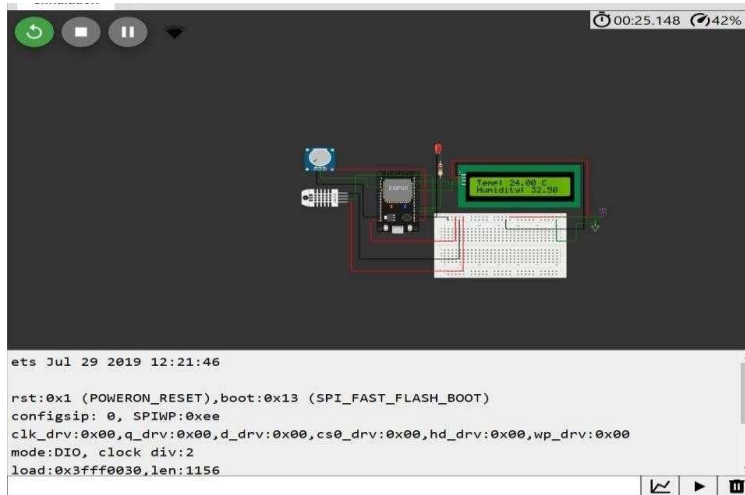 simulation
00:25.148 42%
ESP32
Temp: 24.00 C
Humidity: 32.50
ets Jul 29 2019 12:21:46
rst:0x1 (POWERON_RESET),boot:0x13 (SPI_FAST_FLASH_BOOT)
configsip: 0, SPIWP:0xee
clk_drv:0x00,q_drv:0x00,d_drv:0x00,cs0_drv:0x00,hd_drv:0x00,wp_drv:0x00
mode:DIO, clock div:2
load:0x3fff0030,len:1156